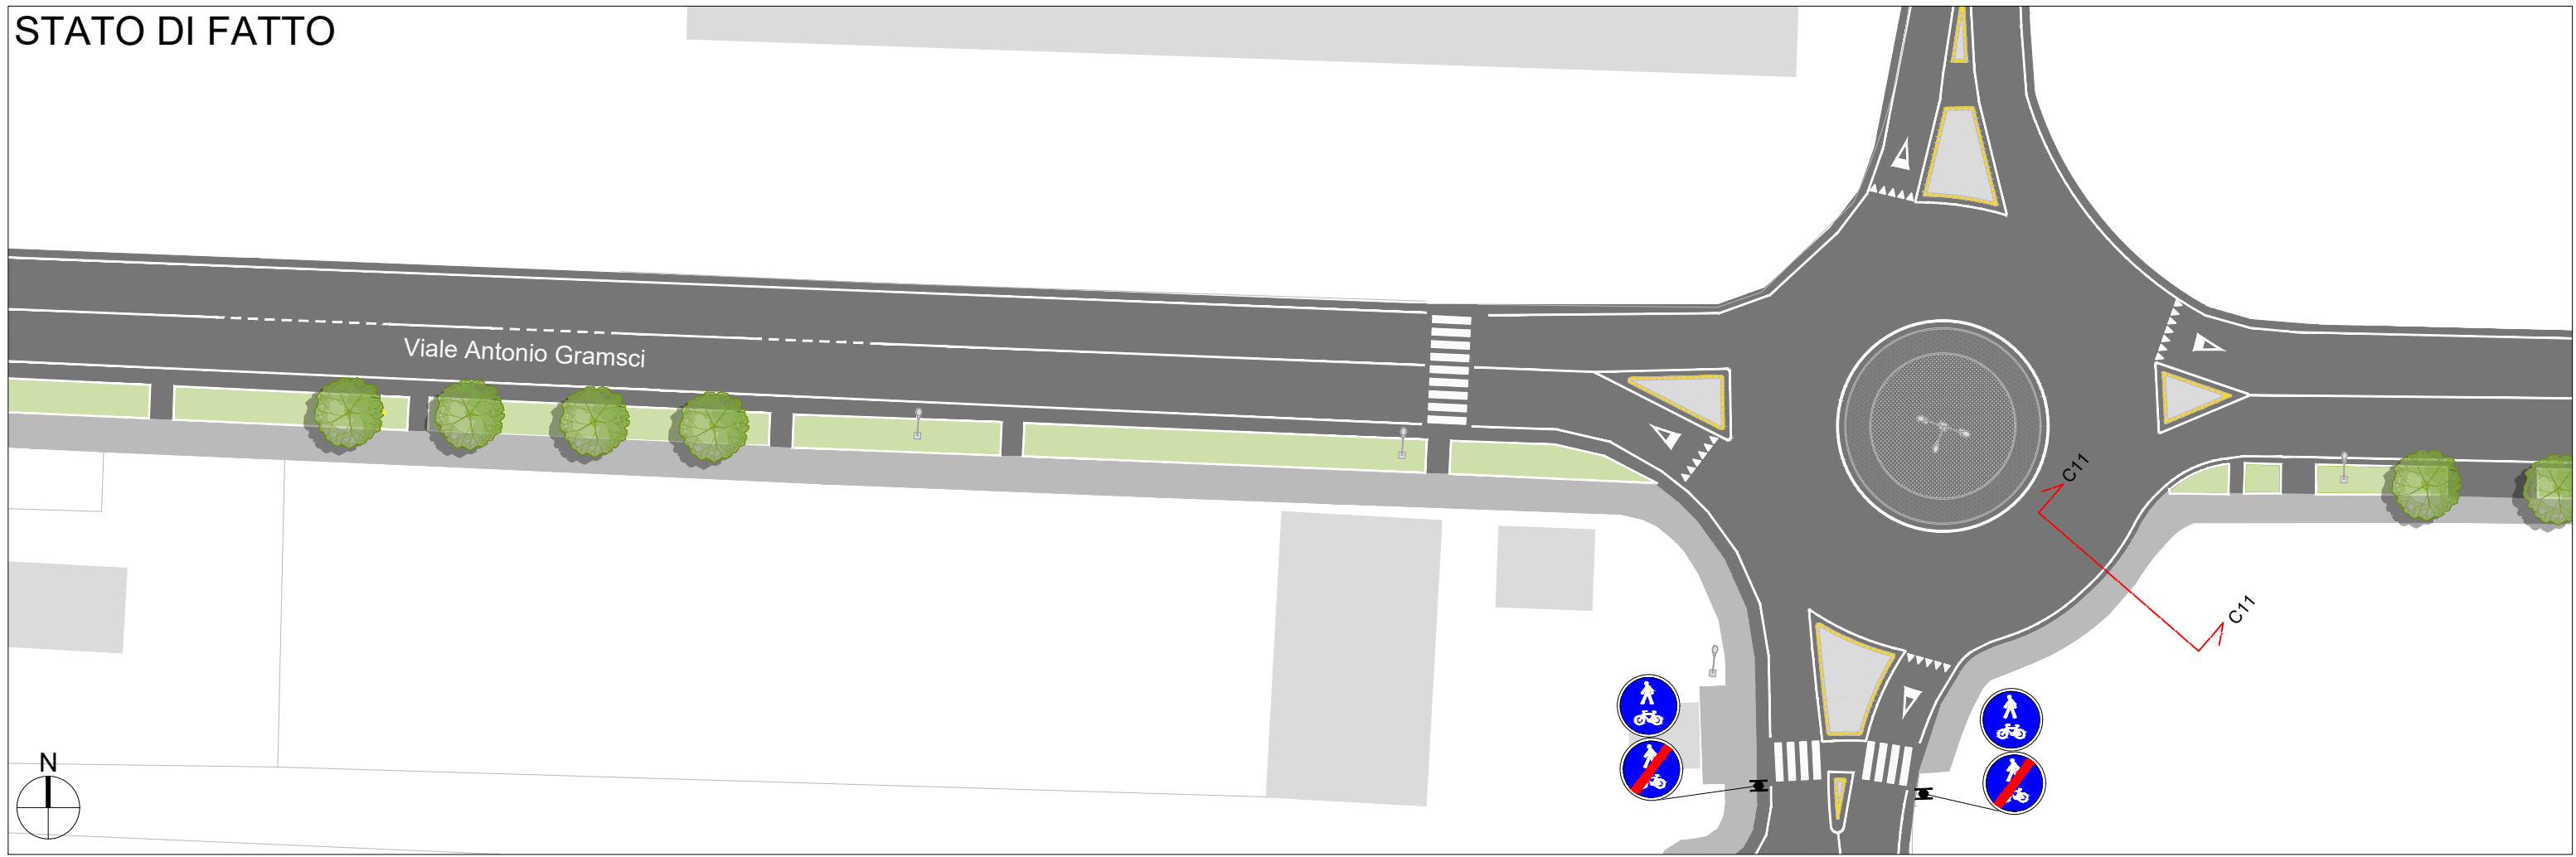 STATO DI FATTO
Viale Antonio Gramsci
C11
C11
N